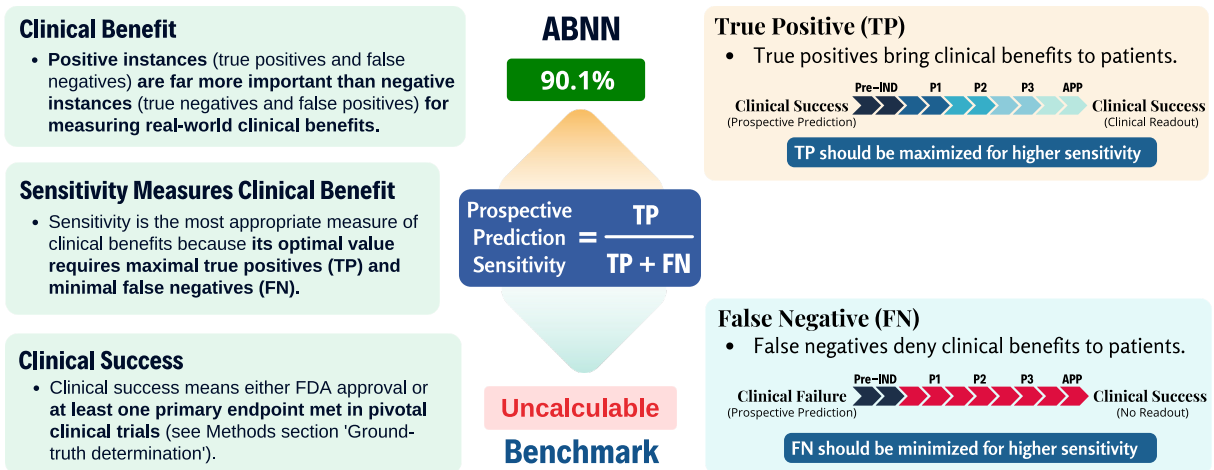 Clinical Benefit
• Positive instances (true positives and false
negatives) are far more important than negative
instances (true negatives and false positives) for
measuring real-world clinical benefits.
Sensitivity Measures Clinical Benefit
• Sensitivity is the most appropriate measure of
clinical benefits because its optimal value
requires maximal true positives (TP) and
minimal false negatives (FN).
Clinical Success
• Clinical success means either FDA approval or
at least one primary endpoint met in pivotal
clinical trials (see Methods section 'Ground-
truth determination').
ABNN
90.1%
Prospective
Prediction
Sensitivity
=
TP
TP + FN
Uncalculable
Benchmark
True Positive (TP)
• True positives bring clinical benefits to patients.
Pre-IND P1 P2 P3 APP
Clinical Success
(Prospective Prediction)
Clinical Success
(Clinical Readout)
TP should be maximized for higher sensitivity
False Negative (FN)
• False negatives deny clinical benefits to patients.
Pre-IND P1 P2 P3 APP
Clinical Failure
(Prospective Prediction)
Clinical Success
(No Readout)
FN should be minimized for higher sensitivity